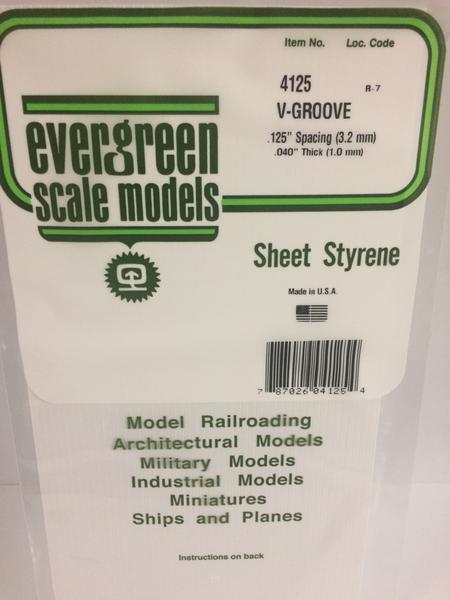 Item No. Loc. Code
4125 R-7
V-GROOVE
.125" Spacing (3.2 mm)
.040" Thick (1.0 mm)
evergreen
scale models
Sheet Styrene
Made in U.S.A.
7 87026 04125 4
Model Railroading
Architectural Models
Military Models
Industrial Models
Miniatures
Ships and Planes
Instructions on back